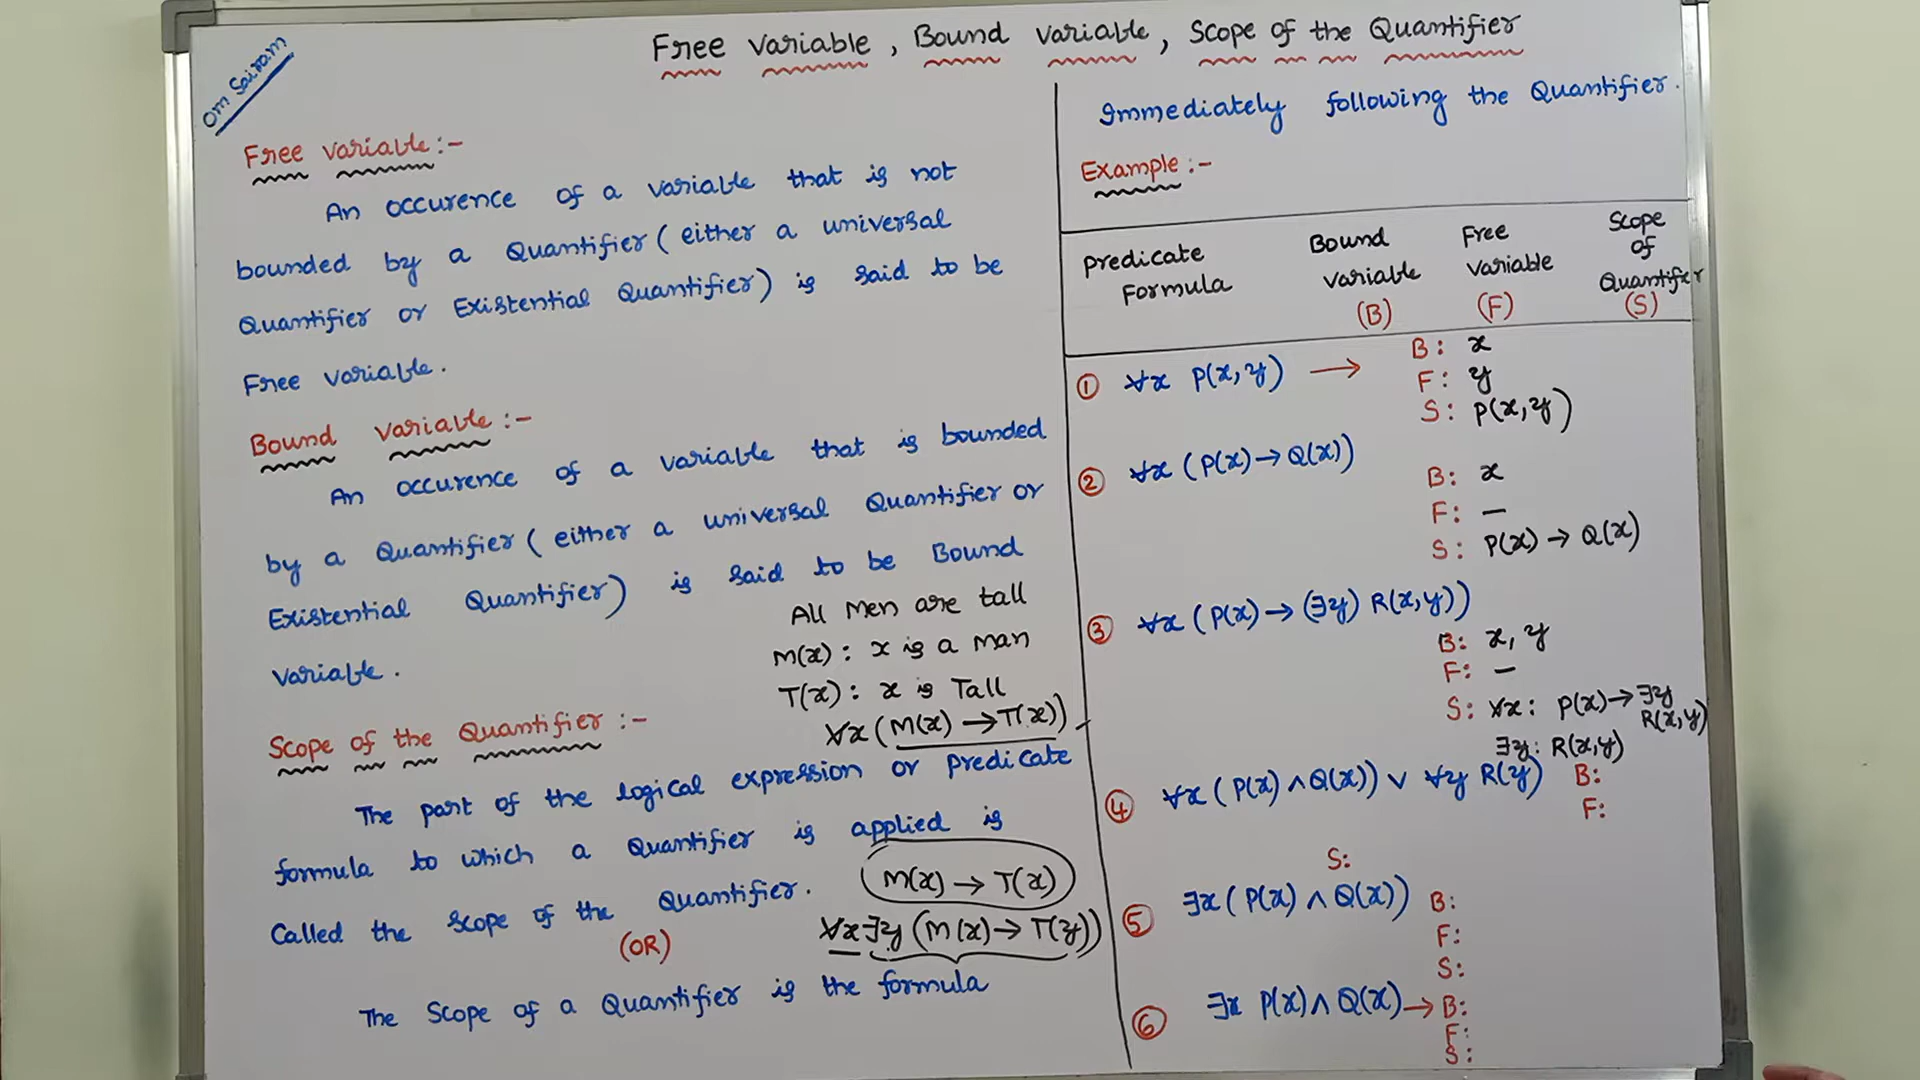 Om Sairam
Free variable, Bound variable, Scope of the Quantifier
Free variable:-
An occurence of a variable that is not
bounded by a Quantifier (either a universal
Quantifier or Existential Quantifier) is said to be
Free variable.
Bound variable:-
An occurence of a variable that is bounded
by a Quantifier (either a universal Quantifier or
Existential Quantifier) is said to be Bound
variable.
All Men are tall
M(x): x is a man
T(x): x is Tall
∀x (M(x) → T(x))
Scope of the Quantifier:-
The part of the logical expression or predicate
formula to which a Quantifier is applied is
Called the scope of the Quantifier.
M(x) → T(x)
(OR)
∀x ∃y (M(x) → T(y))
The Scope of a Quantifier is the formula
Immediately following the Quantifier.
Example:-
Predicate Formula
Bound Variable (B)
Free Variable (F)
Scope of Quantifier (S)
① ∀x P(x,y) →
B: x
F: y
S: P(x,y)
② ∀x (P(x) → Q(x))
B: x
F: —
S: P(x) → Q(x)
③ ∀x (P(x) → (∃y) R(x,y))
B: x, y
F: —
S: ∀x: P(x) → ∃y
R(x,y)
∃y: R(x,y)
④ ∀x (P(x) ∧ Q(x)) ∨ ∀y R(y)
B:
F:
S:
⑤ ∃x (P(x) ∧ Q(x))
B:
F:
S:
⑥ ∃x P(x) ∧ Q(x) →
B:
F:
S: